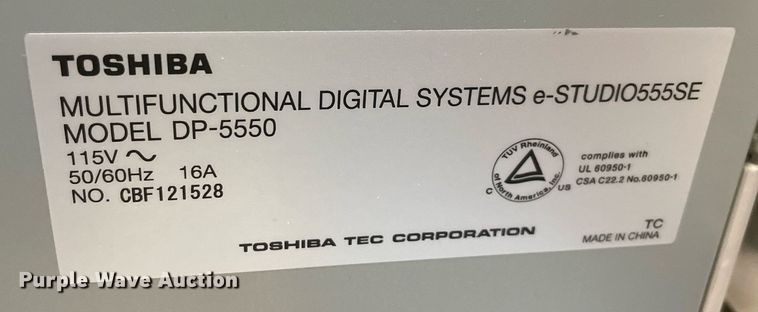 TOSHIBA
MULTIFUNCTIONAL DIGITAL SYSTEMS e-STUDIO555SE
MODEL DP-5550
115V ～
50/60Hz 16A
NO. CBF121528
TÜV Rheinland
of North America, Inc.
C US
complies with
UL 60950-1
CSA C22.2 No.60950-1
TOSHIBA TEC CORPORATION
TC
MADE IN CHINA
Purple Wave Auction